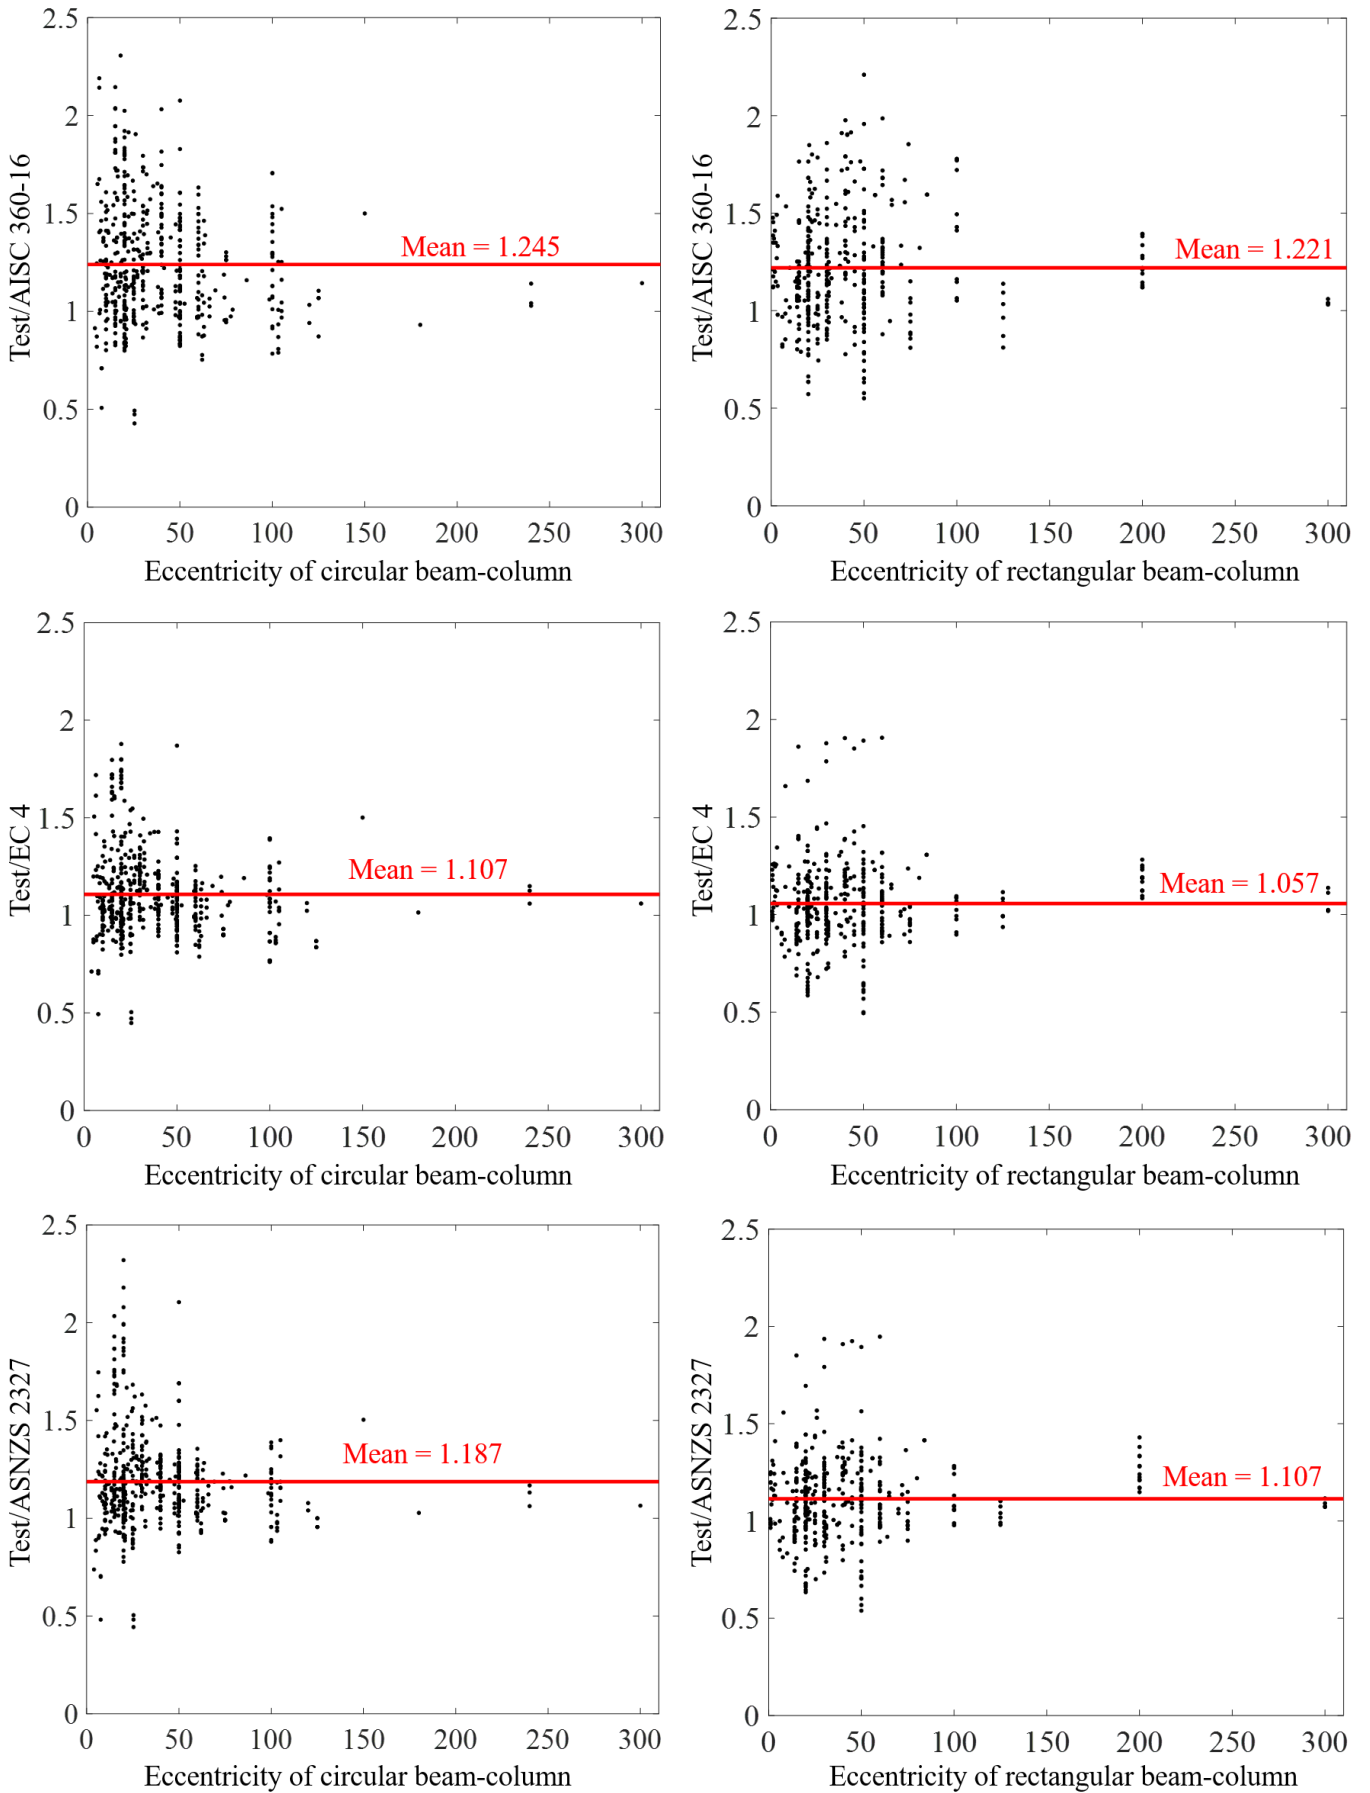 2.5
2
1.5
1
0.5
0
Test/AISC 360-16
Mean = 1.245
0 50 100 150 200 250 300
Eccentricity of circular beam-column
2.5
2
1.5
1
0.5
0
Test/AISC 360-16
Mean = 1.221
0 50 100 150 200 250 300
Eccentricity of rectangular beam-column
2.5
2
1.5
1
0.5
0
Test/EC 4
Mean = 1.107
0 50 100 150 200 250 300
Eccentricity of circular beam-column
2.5
2
1.5
1
0.5
0
Test/EC 4
Mean = 1.057
0 50 100 150 200 250 300
Eccentricity of rectangular beam-column
2.5
2
1.5
1
0.5
0
Test/ASNZS 2327
Mean = 1.187
0 50 100 150 200 250 300
Eccentricity of circular beam-column
2.5
2
1.5
1
0.5
0
Test/ASNZS 2327
Mean = 1.107
0 50 100 150 200 250 300
Eccentricity of rectangular beam-column